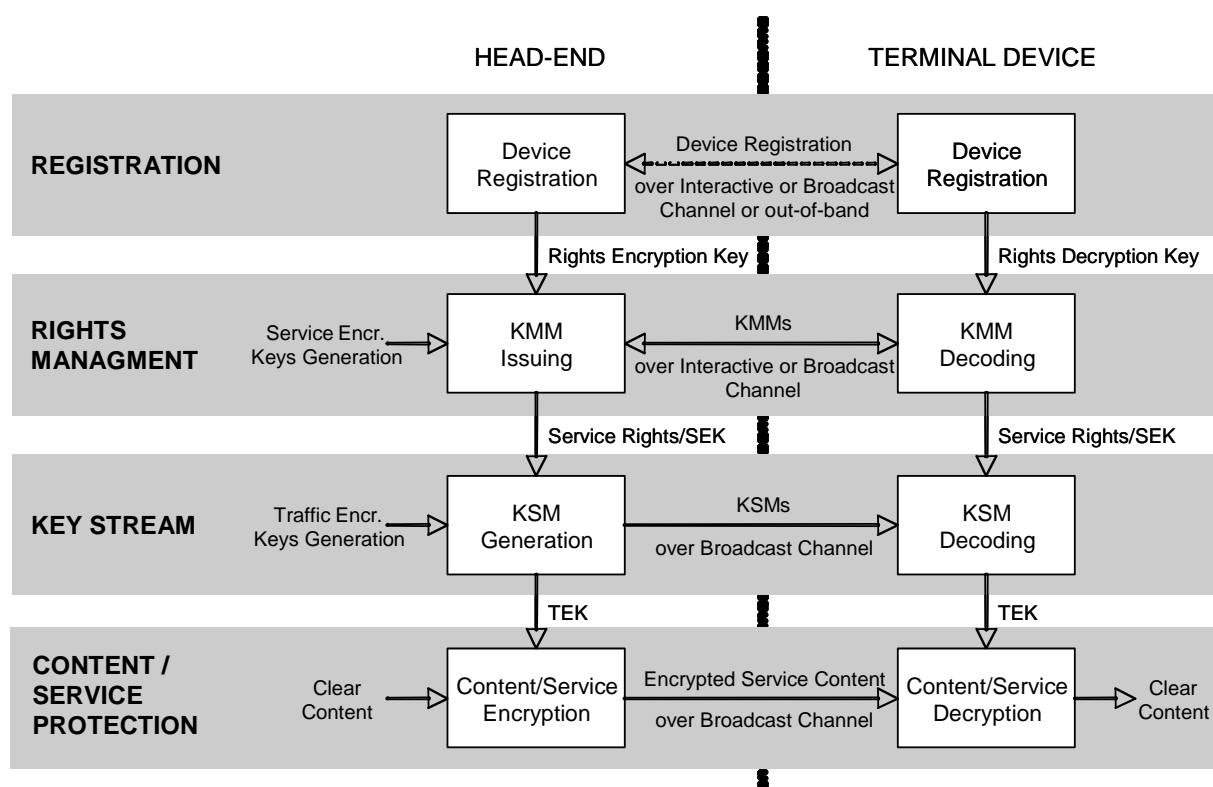 HEAD-END
TERMINAL DEVICE
REGISTRATION
Device
Registration
Device Registration
over Interactive or Broadcast
Channel or out-of-band
Device
Registration
Rights Encryption Key
Rights Decryption Key
RIGHTS
MANAGMENT
Service Encr.
Keys Generation
KMM
Issuing
KMMs
over Interactive or Broadcast
Channel
KMM
Decoding
Service Rights/SEK
Service Rights/SEK
KEY STREAM
Traffic Encr.
Keys Generation
KSM
Generation
KSMs
over Broadcast Channel
KSM
Decoding
TEK
TEK
CONTENT /
SERVICE
PROTECTION
Clear
Content
Content/Service
Encryption
Encrypted Service Content
over Broadcast Channel
Content/Service
Decryption
Clear
Content